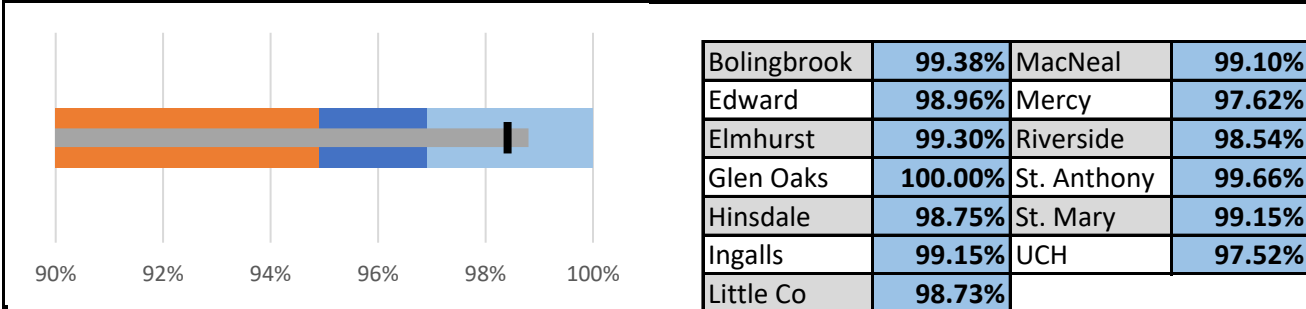 90% 92% 94% 96% 98% 100%
Bolingbrook 99.38% MacNeal 99.10%
Edward 98.96% Mercy 97.62%
Elmhurst 99.30% Riverside 98.54%
Glen Oaks 100.00% St. Anthony 99.66%
Hinsdale 98.75% St. Mary 99.15%
Ingalls 99.15% UCH 97.52%
Little Co 98.73%